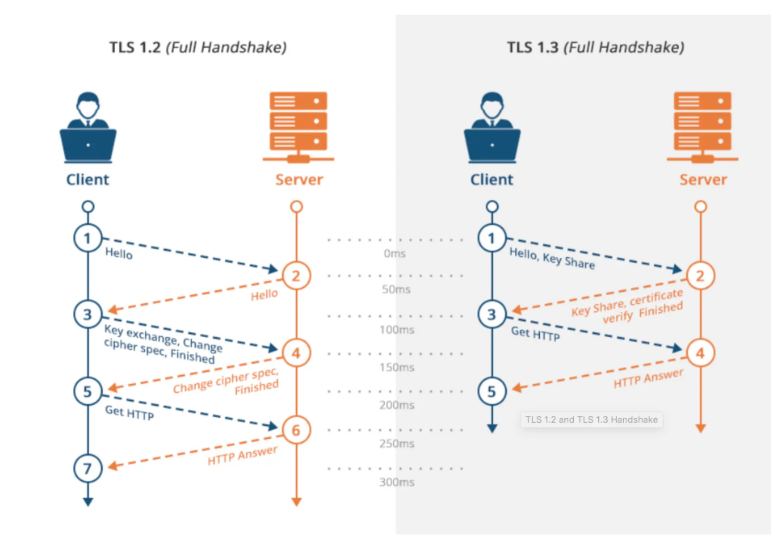 TLS 1.2 (Full Handshake)
Client
Server
1
Hello
2
Hello
3
Key exchange, Change
cipher spec, Finished
4
Change cipher spec,
Finished
5
Get HTTP
6
HTTP Answer
7
0ms
50ms
100ms
150ms
200ms
250ms
300ms
TLS 1.3 (Full Handshake)
Client
Server
1
Hello, Key Share
2
Key Share, certificate
verify Finished
3
Get HTTP
4
HTTP Answer
5
TLS 1.2 and TLS 1.3 Handshake